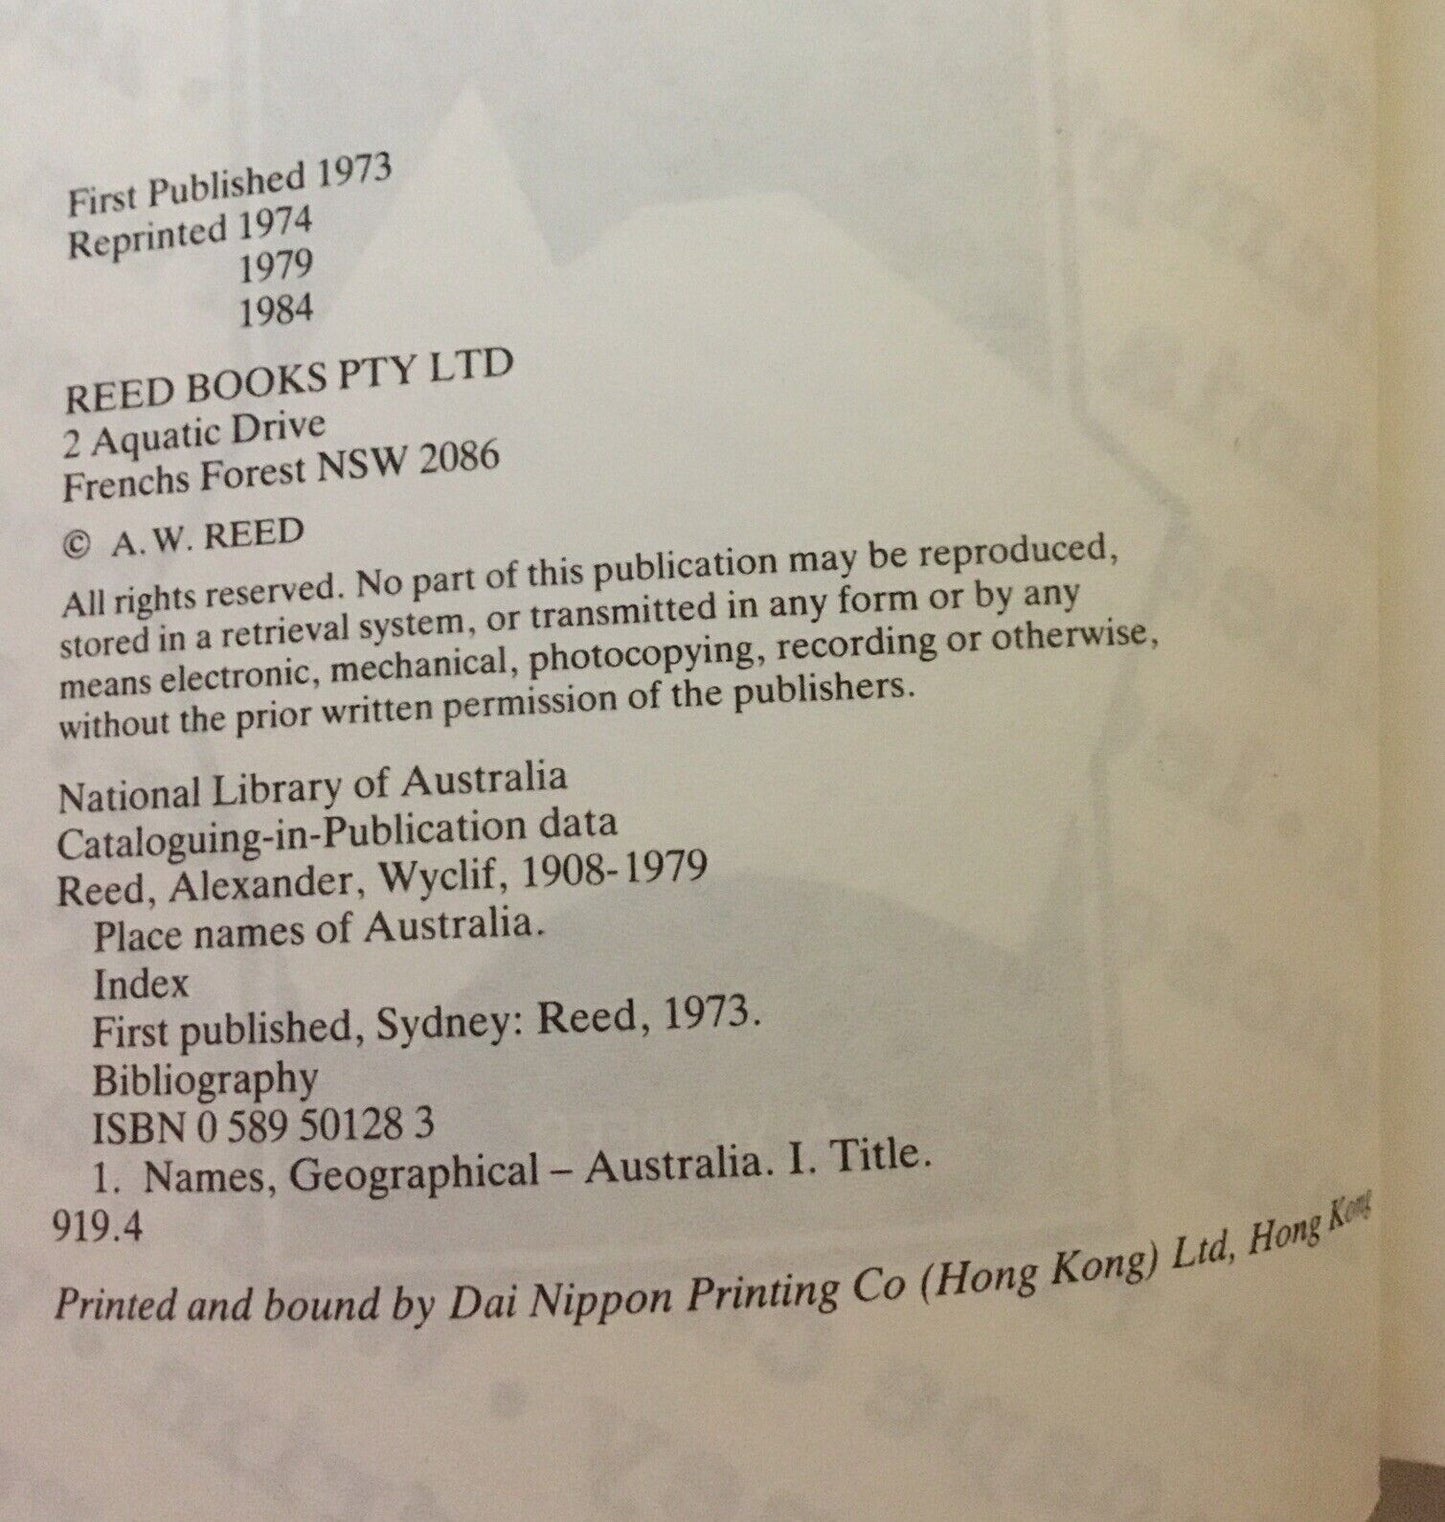 First Published 1973
Reprinted 1974
1979
1984
REED BOOKS PTY LTD
2 Aquatic Drive
Frenchs Forest NSW 2086
© A. W. REED
All rights reserved. No part of this publication may be reproduced,
stored in a retrieval system, or transmitted in any form or by any
means electronic, mechanical, photocopying, recording or otherwise,
without the prior written permission of the publishers.
National Library of Australia
Cataloguing-in-Publication data
Reed, Alexander, Wyclif, 1908-1979
Place names of Australia.
Index
First published, Sydney: Reed, 1973.
Bibliography
ISBN 0 589 50128 3
1. Names, Geographical – Australia. I. Title.
919.4
Printed and bound by Dai Nippon Printing Co (Hong Kong) Ltd, Hong Kong